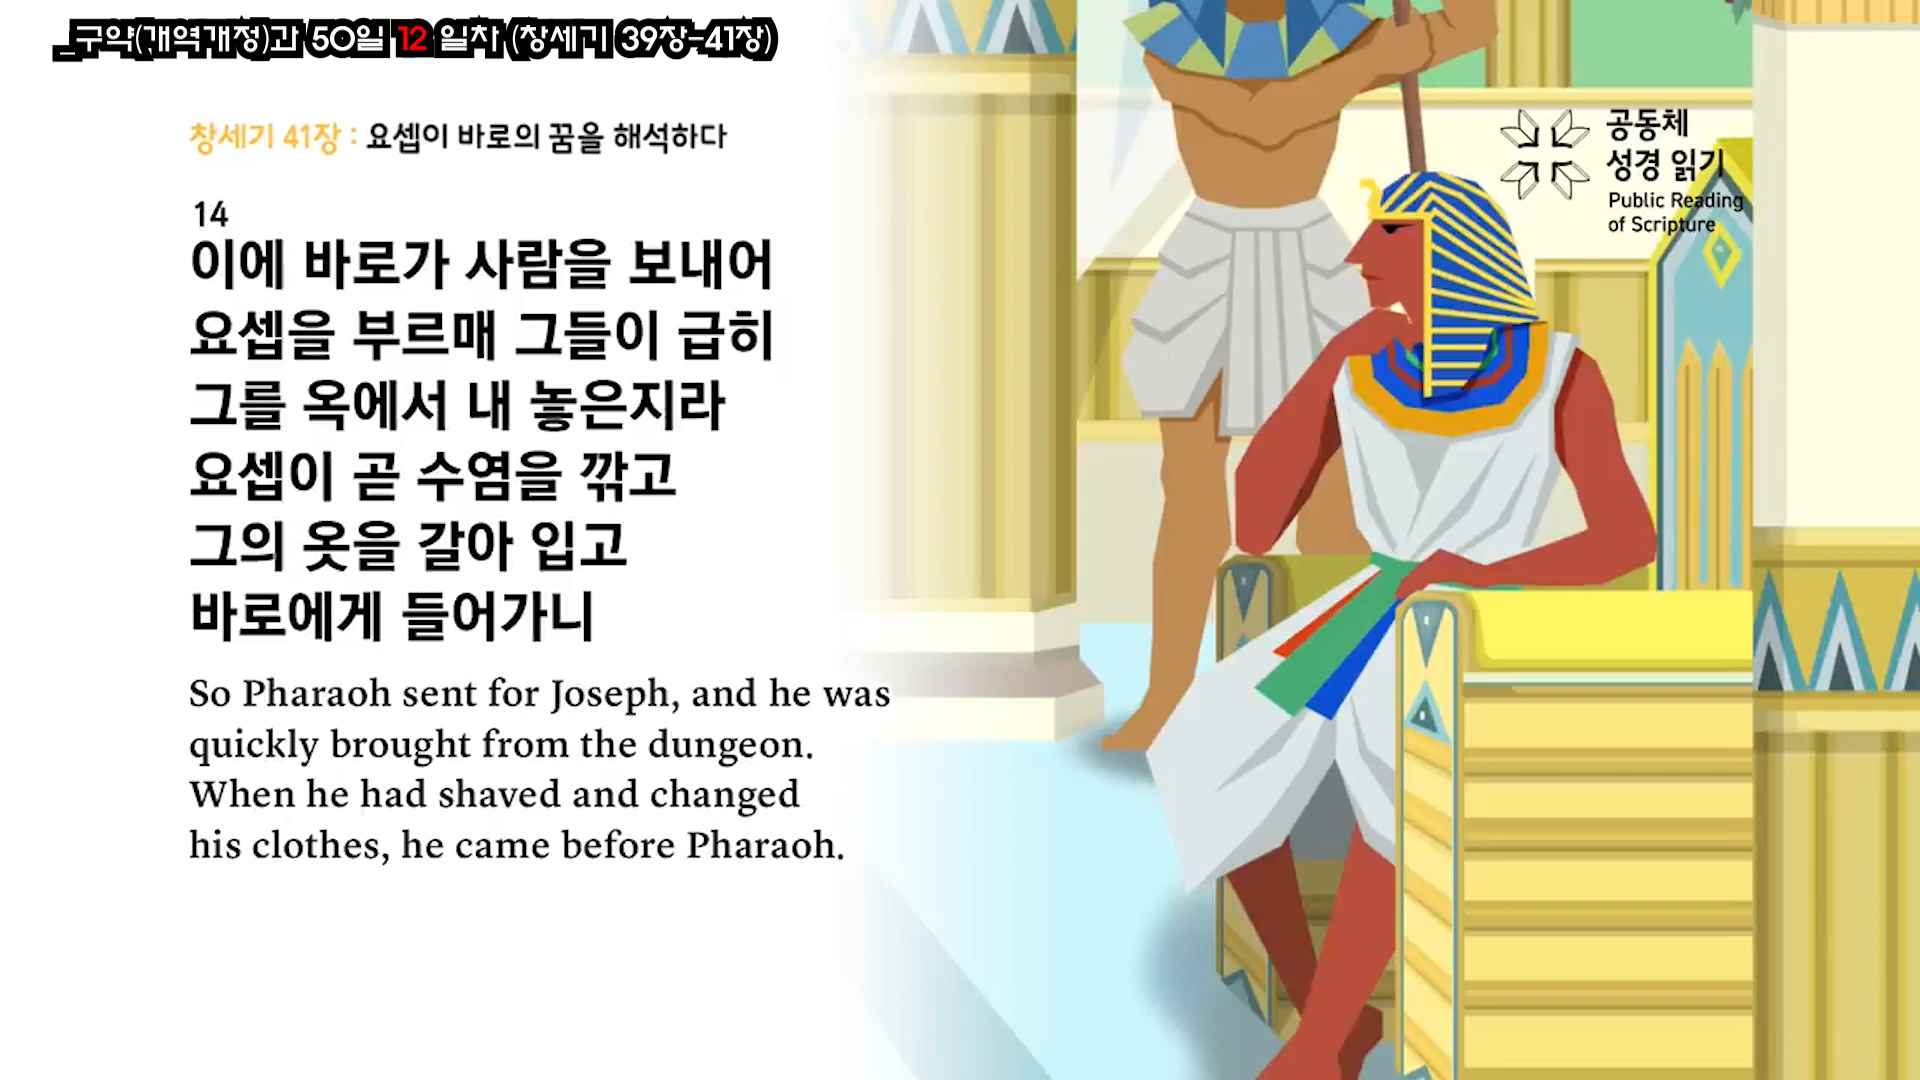 _구약(개역개정)과 50일 12 일차 (창세기 39장-41장)
창세기 41장 : 요셉이 바로의 꿈을 해석하다
공동체
성경 읽기
Public Reading
of Scripture
14
이에 바로가 사람을 보내어
요셉을 부르매 그들이 급히
그를 옥에서 내 놓은지라
요셉이 곧 수염을 깎고
그의 옷을 갈아 입고
바로에게 들어가니
So Pharaoh sent for Joseph, and he was
quickly brought from the dungeon.
When he had shaved and changed
his clothes, he came before Pharaoh.